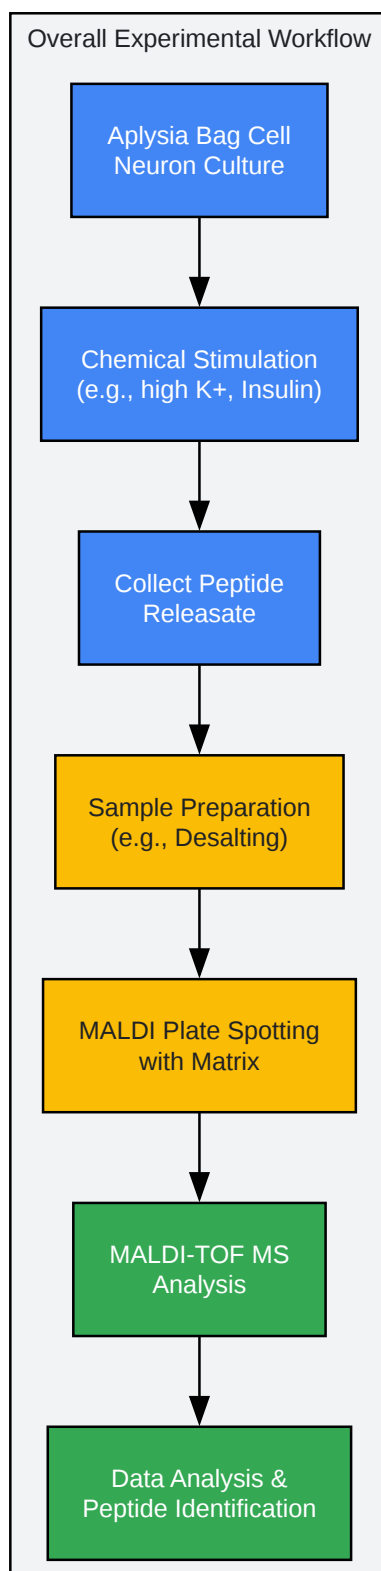 Overall Experimental Workflow
Aplysia Bag Cell
Neuron Culture
Chemical Stimulation
(e.g., high K+, Insulin)
Collect Peptide
Releasate
Sample Preparation
(e.g., Desalting)
MALDI Plate Spotting
with Matrix
MALDI-TOF MS
Analysis
Data Analysis &
Peptide Identification